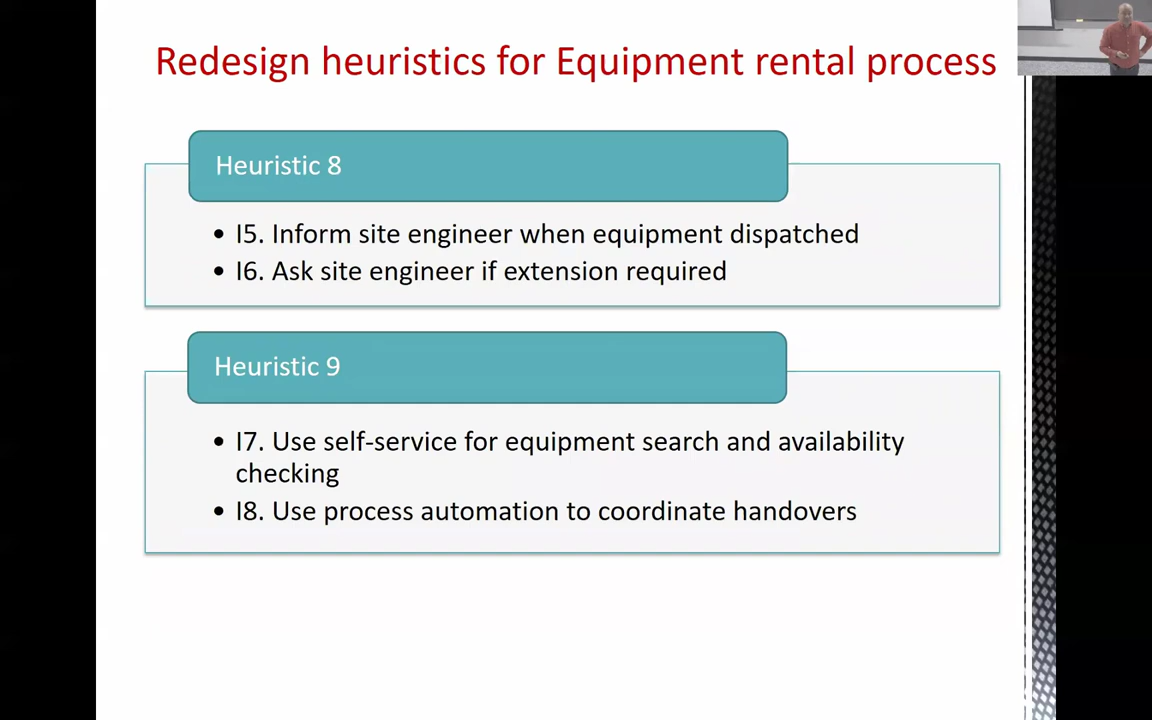 Redesign heuristics for Equipment rental process
Heuristic 8
• I5. Inform site engineer when equipment dispatched
• I6. Ask site engineer if extension required
Heuristic 9
• I7. Use self-service for equipment search and availability
checking
• I8. Use process automation to coordinate handovers